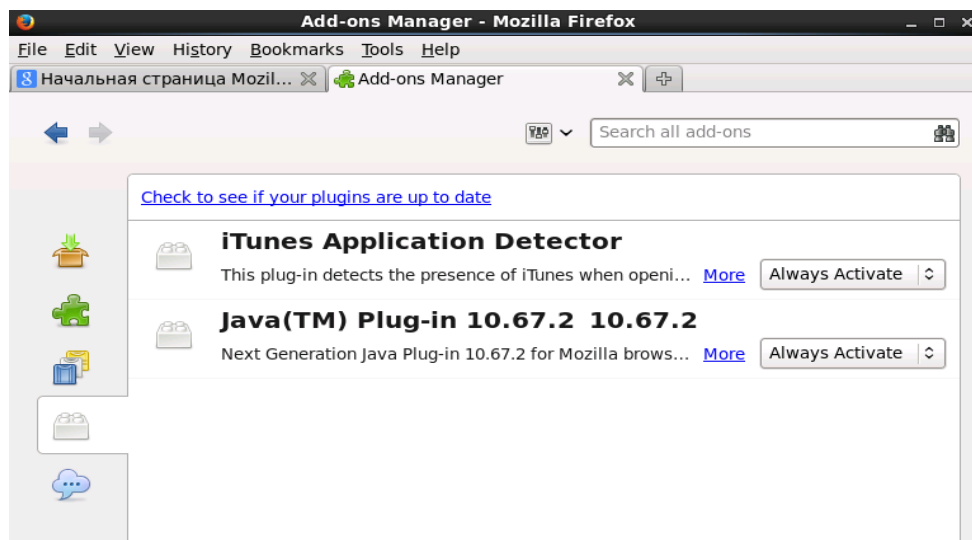 Add-ons Manager - Mozilla Firefox
File Edit View History Bookmarks Tools Help
8 Начальная страница Mozil... Add-ons Manager
Search all add-ons
Check to see if your plugins are up to date
iTunes Application Detector
This plug-in detects the presence of iTunes when openi... More Always Activate
Java(TM) Plug-in 10.67.2 10.67.2
Next Generation Java Plug-in 10.67.2 for Mozilla brows... More Always Activate